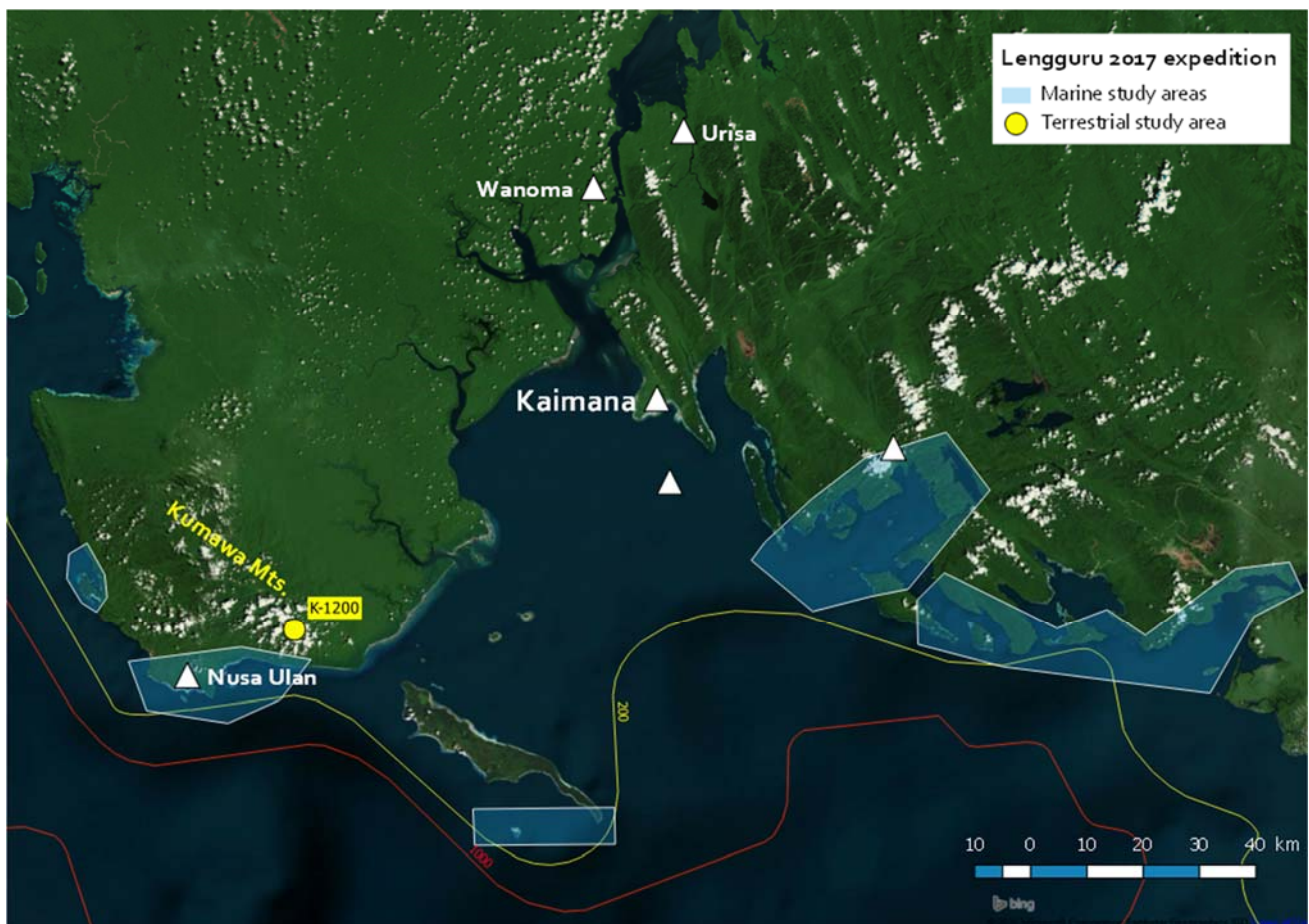 Lengguru 2017 expedition
Marine study areas
Terrestrial study area
Urisa
Wanoma
Kaimana
Kumawa Mts.
K-1200
Nusa Ulan
200
1000
10 0 10 20 30 40 km
bing